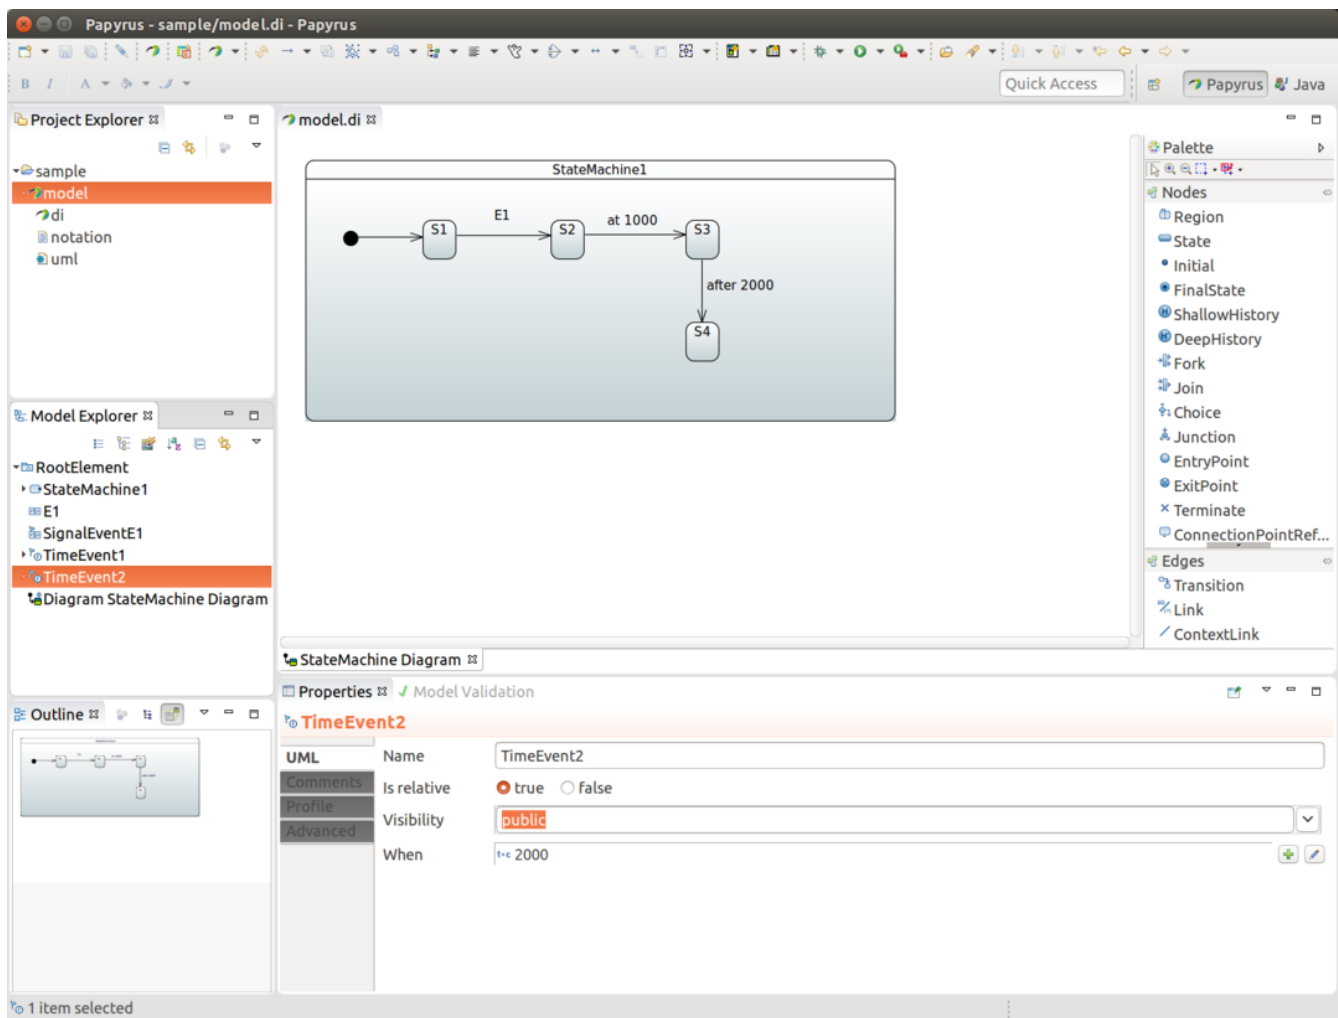 Papyrus - sample/model.di - Papyrus
B I A
Quick Access
Papyrus
Java
Project Explorer
sample
model
di
notation
uml
Model Explorer
RootElement
StateMachine1
E1
SignalEventE1
TimeEvent1
TimeEvent2
Diagram StateMachine Diagram
Outline
model.di
StateMachine1
S1
E1
S2
at 1000
S3
after 2000
S4
StateMachine Diagram
Palette
Nodes
Region
State
Initial
FinalState
ShallowHistory
DeepHistory
Fork
Join
Choice
Junction
EntryPoint
ExitPoint
Terminate
ConnectionPointRef...
Edges
Transition
Link
ContextLink
Properties
Model Validation
TimeEvent2
UML
Comments
Profile
Advanced
Name
TimeEvent2
Is relative
true
false
Visibility
public
When
2000
1 item selected